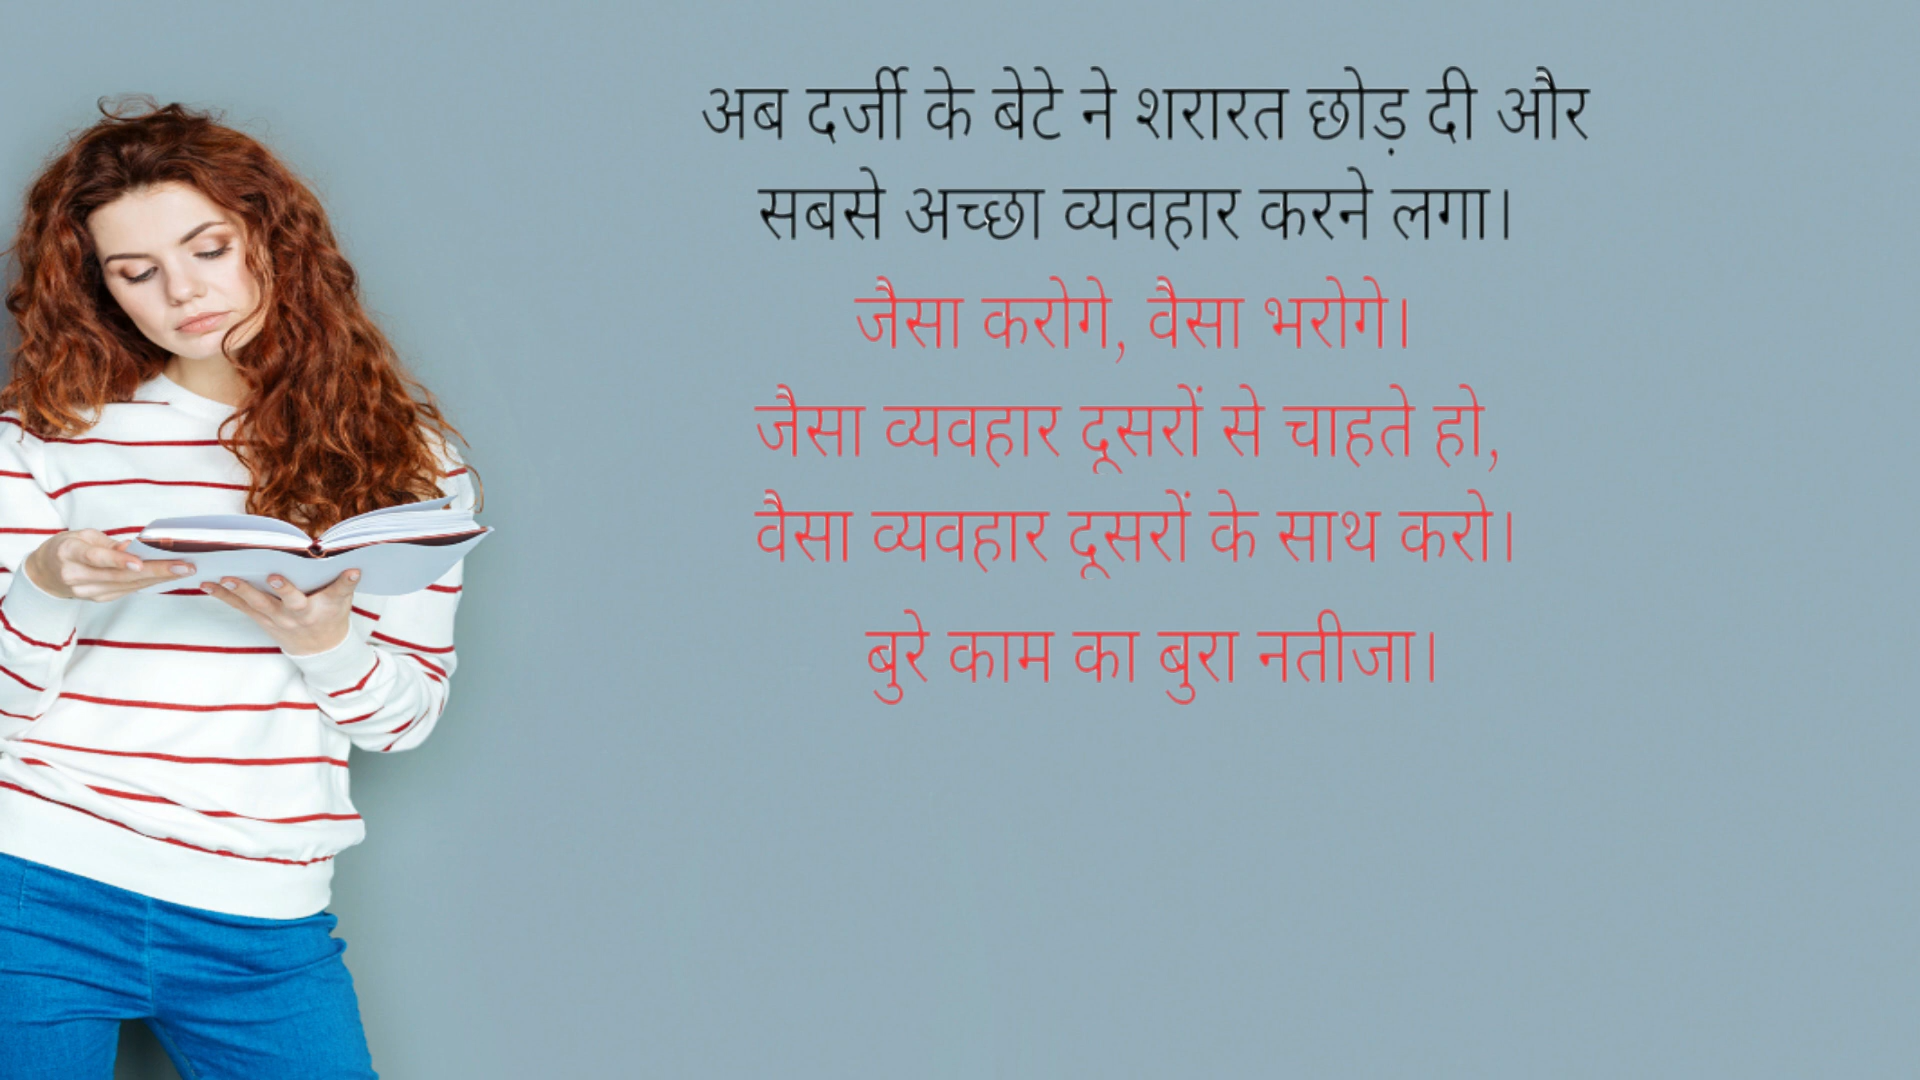 अब दर्जी के बेटे ने शरारत छोड़ दी और
सबसे अच्छा व्यवहार करने लगा।
जैसा करोगे, वैसा भरोगे।
जैसा व्यवहार दूसरों से चाहते हो,
वैसा व्यवहार दूसरों के साथ करो।
बुरे काम का बुरा नतीजा।